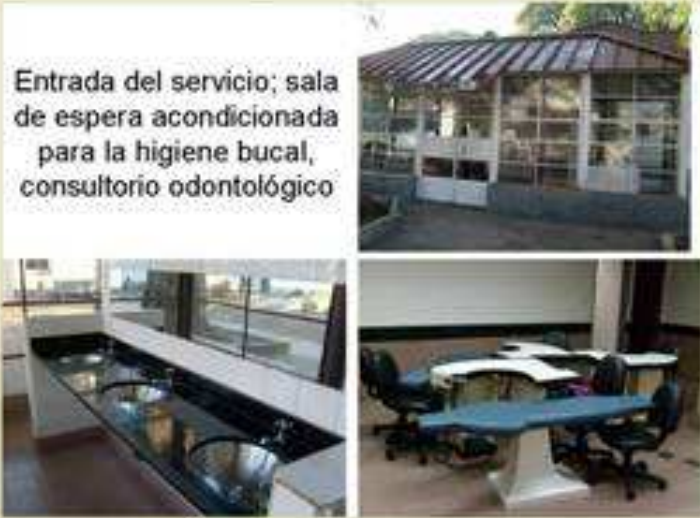 Entrada del servicio; sala
de espera acondicionada
para la higiene bucal,
consultorio odontológico